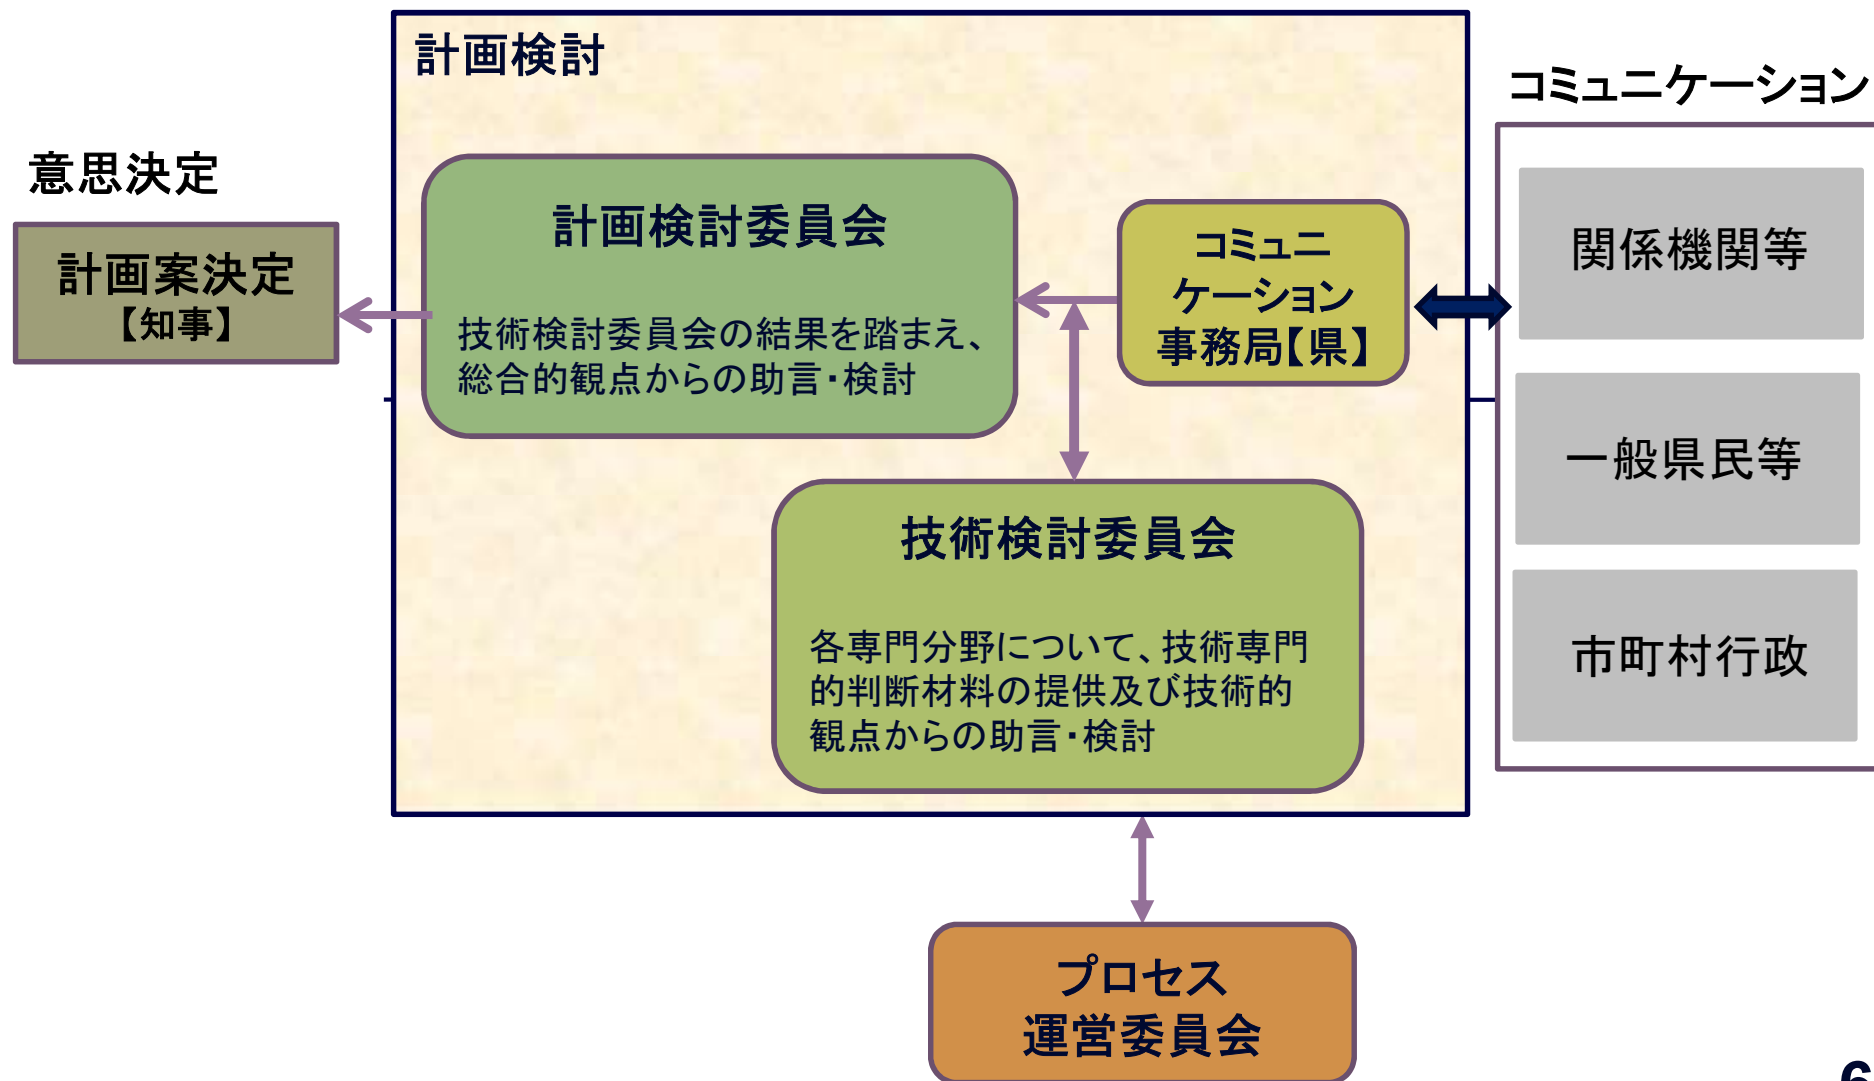 計画検討
コミュニケーション
意思決定
計画案決定
【知事】
計画検討委員会
技術検討委員会の結果を踏まえ、
総合的観点からの助言・検討
コミュニ
ケーション
事務局【県】
関係機関等
一般県民等
市町村行政
技術検討委員会
各専門分野について、技術専門
的判断材料の提供及び技術的
観点からの助言・検討
プロセス
運営委員会
6